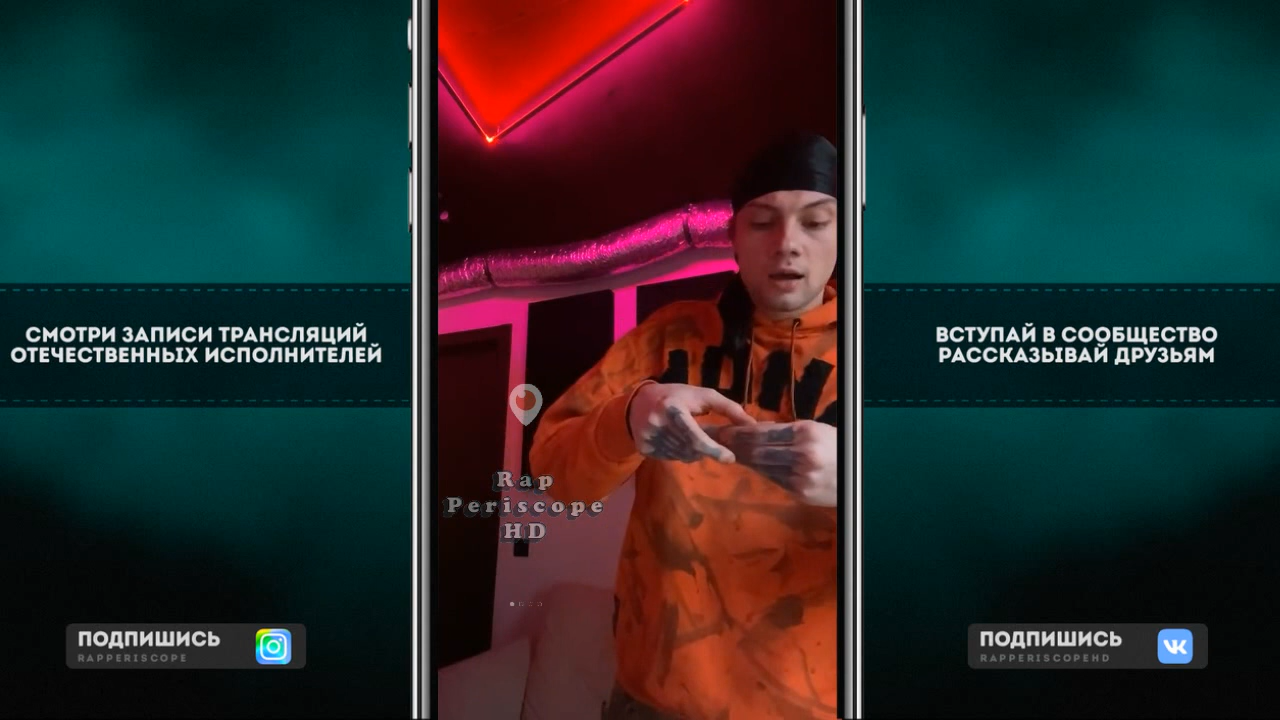 СМОТРИ ЗАПИСИ ТРАНСЛЯЦИЙ
ОТЕЧЕСТВЕННЫХ ИСПОЛНИТЕЛЕЙ
ВСТУПАЙ В СООБЩЕСТВО
РАССКАЗЫВАЙ ДРУЗЬЯМ
Rap
Periscope
HD
ПОДПИШИСЬ
RAPPERISCOPE
ПОДПИШИСЬ
RAPPERISCOPEHD